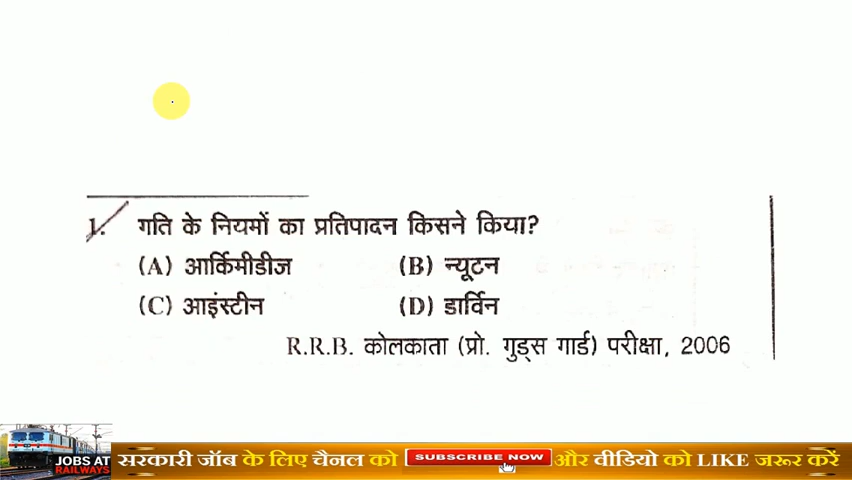 1. गति के नियमों का प्रतिपादन किसने किया?
(A) आर्किमीडीज (B) न्यूटन
(C) आइंस्टीन (D) डार्विन
R.R.B. कोलकाता (प्रो. गुड्स गार्ड) परीक्षा, 2006
JOBS AT
RAILWAYS
सरकारी जॉब के लिए चैनल को SUBSCRIBE NOW और वीडियो को LIKE जरूर करें